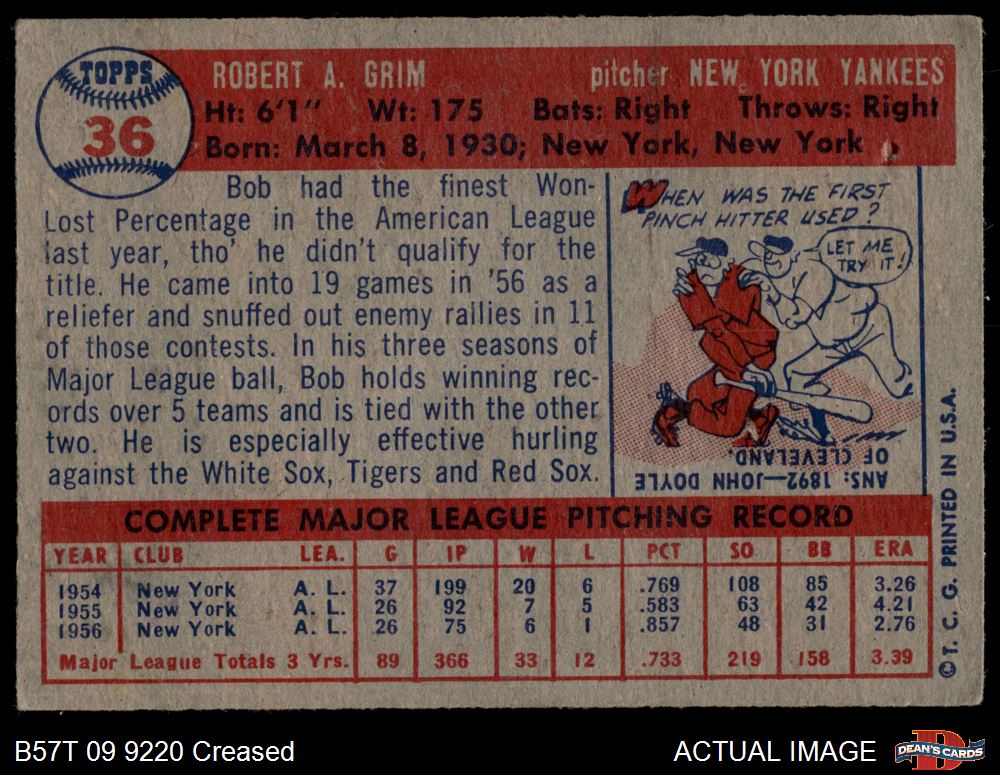 TOPPS
36
ROBERT A. GRIM pitcher NEW YORK YANKEES
Ht: 6'1" Wt: 175 Bats: Right Throws: Right
Born: March 8, 1930; New York, New York
Bob had the finest Won-
Lost Percentage in the American League
last year, tho' he didn't qualify for the
title. He came into 19 games in '56 as a
reliefer and snuffed out enemy rallies in 11
of those contests. In his three seasons of
Major League ball, Bob holds winning rec-
ords over 5 teams and is tied with the other
two. He is especially effective hurling
against the White Sox, Tigers and Red Sox.
WHEN WAS THE FIRST
PINCH HITTER USED?
LET ME
TRY IT!
ANS: 1892—JOHN DOYLE
OF CLEVELAND.
COMPLETE MAJOR LEAGUE PITCHING RECORD
YEAR CLUB LEA. G IP W L PCT SO BB ERA
1954 New York A. L. 37 199 20 6 .769 108 85 3.26
1955 New York A. L. 26 92 7 5 .583 63 42 4.21
1956 New York A. L. 26 75 6 1 .857 48 31 2.76
Major League Totals 3 Yrs. 89 366 33 12 .733 219 158 3.39
©T. C. G. PRINTED IN U.S.A.
B57T 09 9220 Creased
ACTUAL IMAGE
D
DEAN'S CARDS